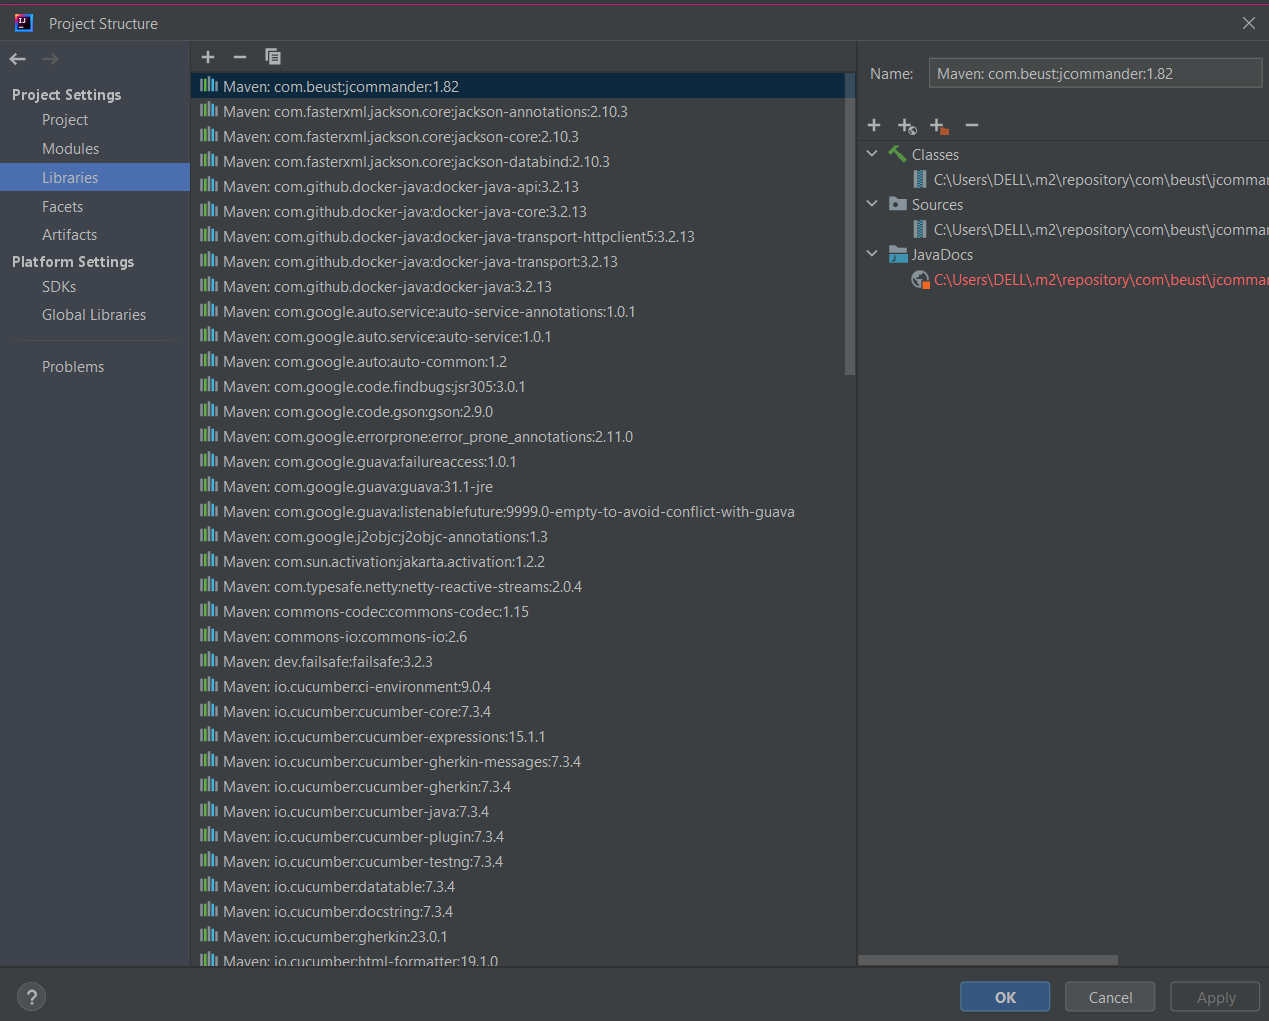 Project Structure
Project Settings
Project
Modules
Libraries
Facets
Artifacts
Platform Settings
SDKs
Global Libraries
Problems
Maven: com.beust:jcommander:1.82
Maven: com.fasterxml.jackson.core:jackson-annotations:2.10.3
Maven: com.fasterxml.jackson.core:jackson-core:2.10.3
Maven: com.fasterxml.jackson.core:jackson-databind:2.10.3
Maven: com.github.docker-java:docker-java-api:3.2.13
Maven: com.github.docker-java:docker-java-core:3.2.13
Maven: com.github.docker-java:docker-java-transport-httpclient5:3.2.13
Maven: com.github.docker-java:docker-java-transport:3.2.13
Maven: com.github.docker-java:docker-java:3.2.13
Maven: com.google.auto.service:auto-service-annotations:1.0.1
Maven: com.google.auto.service:auto-service:1.0.1
Maven: com.google.auto:auto-common:1.2
Maven: com.google.code.findbugs:jsr305:3.0.1
Maven: com.google.code.gson:gson:2.9.0
Maven: com.google.errorprone:error_prone_annotations:2.11.0
Maven: com.google.guava:failureaccess:1.0.1
Maven: com.google.guava:guava:31.1-jre
Maven: com.google.guava:listenablefuture:9999.0-empty-to-avoid-conflict-with-guava
Maven: com.google.j2objc:j2objc-annotations:1.3
Maven: com.sun.activation:jakarta.activation:1.2.2
Maven: com.typesafe.netty:netty-reactive-streams:2.0.4
Maven: commons-codec:commons-codec:1.15
Maven: commons-io:commons-io:2.6
Maven: dev.failsafe:failsafe:3.2.3
Maven: io.cucumber:ci-environment:9.0.4
Maven: io.cucumber:cucumber-core:7.3.4
Maven: io.cucumber:cucumber-expressions:15.1.1
Maven: io.cucumber:cucumber-gherkin-messages:7.3.4
Maven: io.cucumber:cucumber-gherkin:7.3.4
Maven: io.cucumber:cucumber-java:7.3.4
Maven: io.cucumber:cucumber-plugin:7.3.4
Maven: io.cucumber:cucumber-testng:7.3.4
Maven: io.cucumber:datatable:7.3.4
Maven: io.cucumber:docstring:7.3.4
Maven: io.cucumber:gherkin:23.0.1
Maven: io.cucumber:html-formatter:19.1.0
Name: Maven: com.beust:jcommander:1.82
Classes
C:\Users\DELL\.m2\repository\com\beust\jcomman
Sources
C:\Users\DELL\.m2\repository\com\beust\jcomman
JavaDocs
C:\Users\DELL\.m2\repository\com\beust\jcomman
?
OK
Cancel
Apply